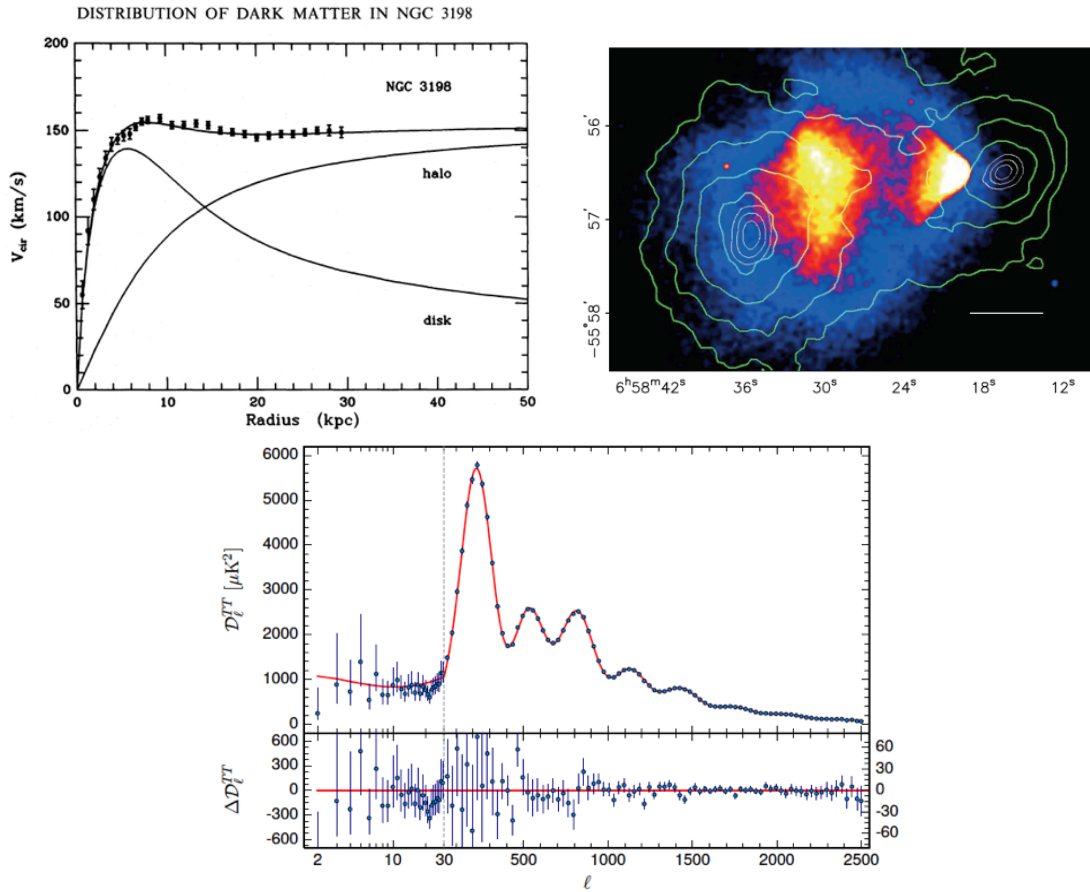 DISTRIBUTION OF DARK MATTER IN NGC 3198
200
150
100
50
0
V_cir (km/s)
NGC 3198
halo
disk
0 10 20 30 40 50
Radius (kpc)
56'
57'
−55°58'
6ʰ58ᵐ42ˢ 36ˢ 30ˢ 24ˢ 18ˢ 12ˢ
6000
5000
4000
3000
2000
1000
0
𝒟_ℓ^TT [μK²]
600
300
0
-300
-600
Δ𝒟_ℓ^TT
60
30
0
-30
-60
2 10 30 500 1000 1500 2000 2500
ℓ